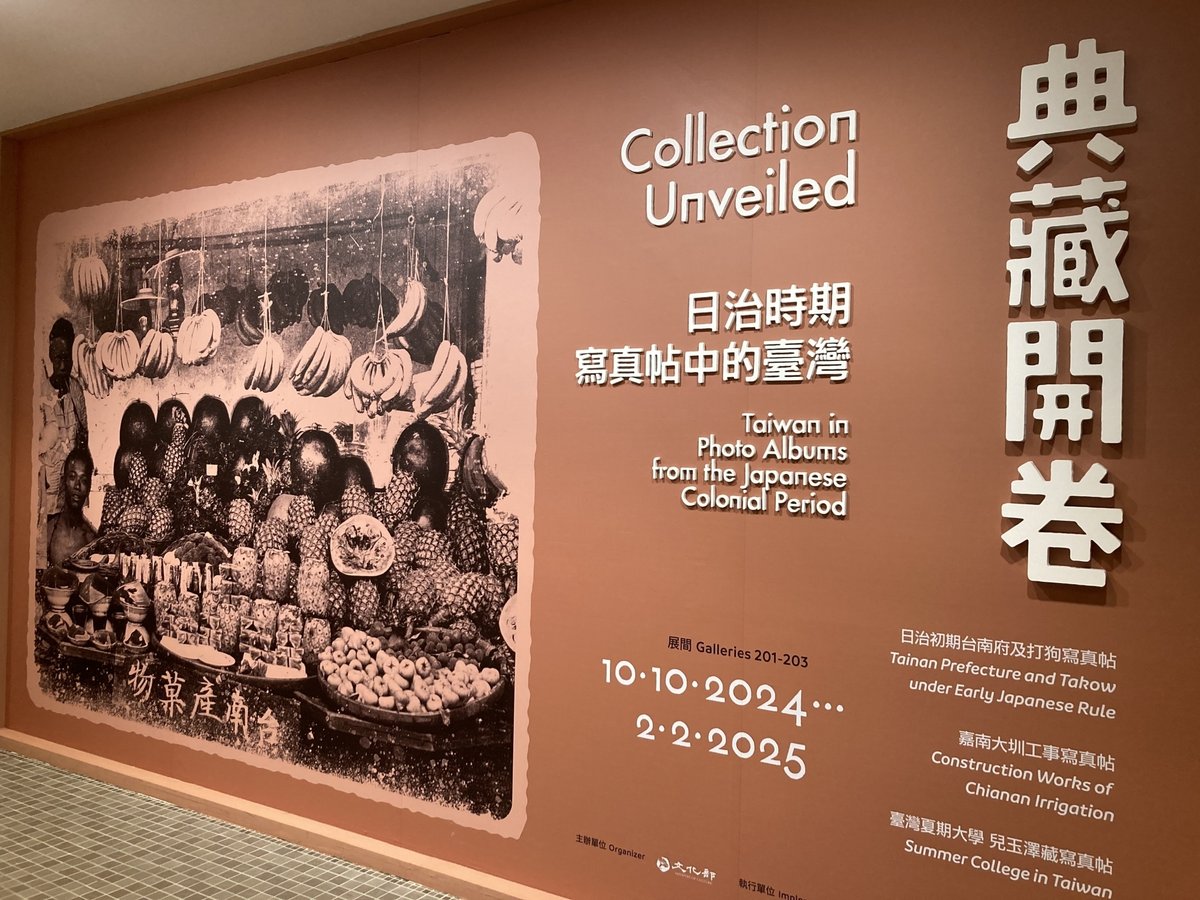 典藏開卷
Collection
Unveiled
日治時期
寫真帖中的臺灣
Taiwan in
Photo Albums
from the Japanese
Colonial Period
展間 Galleries 201-203
10·10·2024···
2·2·2025
日治初期台南府及打狗寫真帖
Tainan Prefecture and Takow
under Early Japanese Rule
嘉南大圳工事寫真帖
Construction Works of
Chianan Irrigation
臺灣夏期大學 兒玉澤藏寫真帖
Summer College in Taiwan
主辦單位 Organizer
文化部
執行單位
物菓產南台